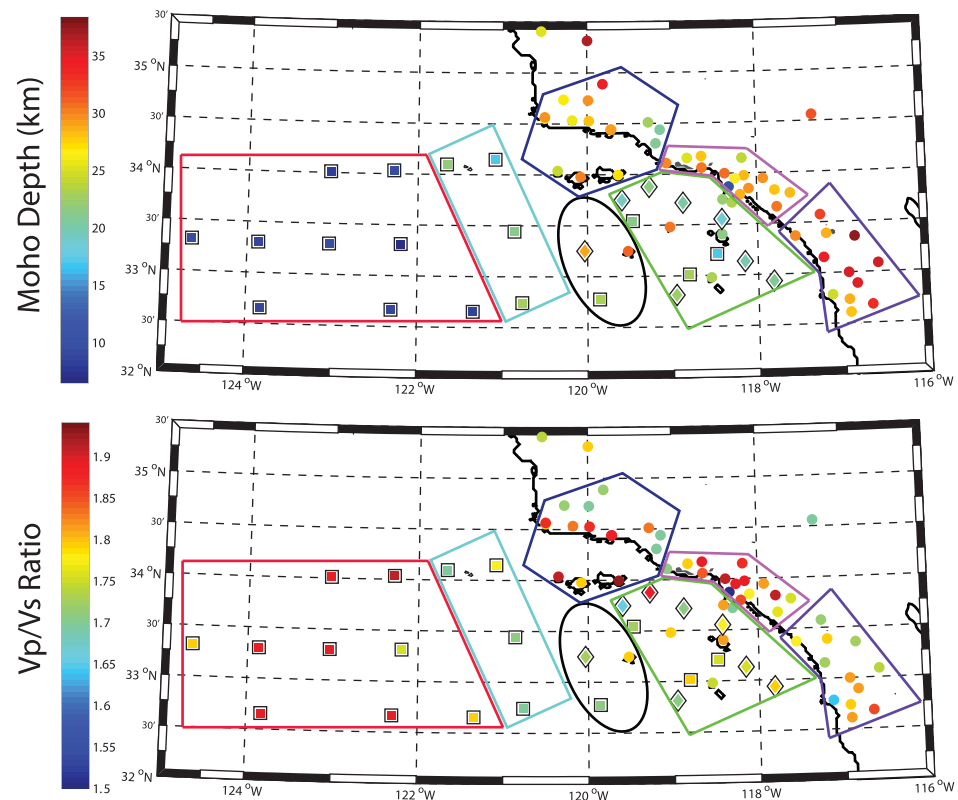 Moho Depth (km)
35
30
25
20
15
10
30'
35 °N
30'
34 °N
30'
33 °N
30'
32 °N
124 °W
122 °W
120 °W
118 °W
116 °W
Vp/Vs Ratio
1.9
1.85
1.8
1.75
1.7
1.65
1.6
1.55
1.5
30'
35 °N
30'
34 °N
30'
33 °N
30'
32 °N
124 °W
122 °W
120 °W
118 °W
116 °W